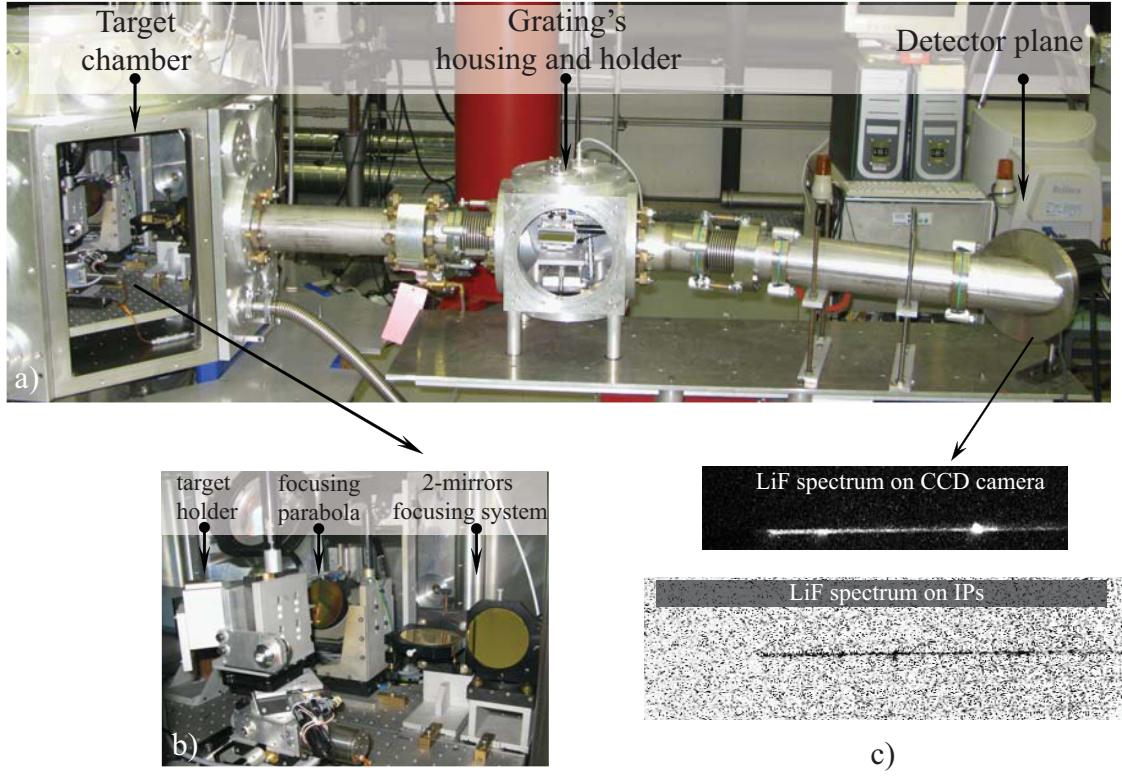 Target
chamber
Grating's
housing and holder
Detector plane
a)
target
holder
focusing
parabola
2-mirrors
focusing system
b)
LiF spectrum on CCD camera
LiF spectrum on IPs
c)